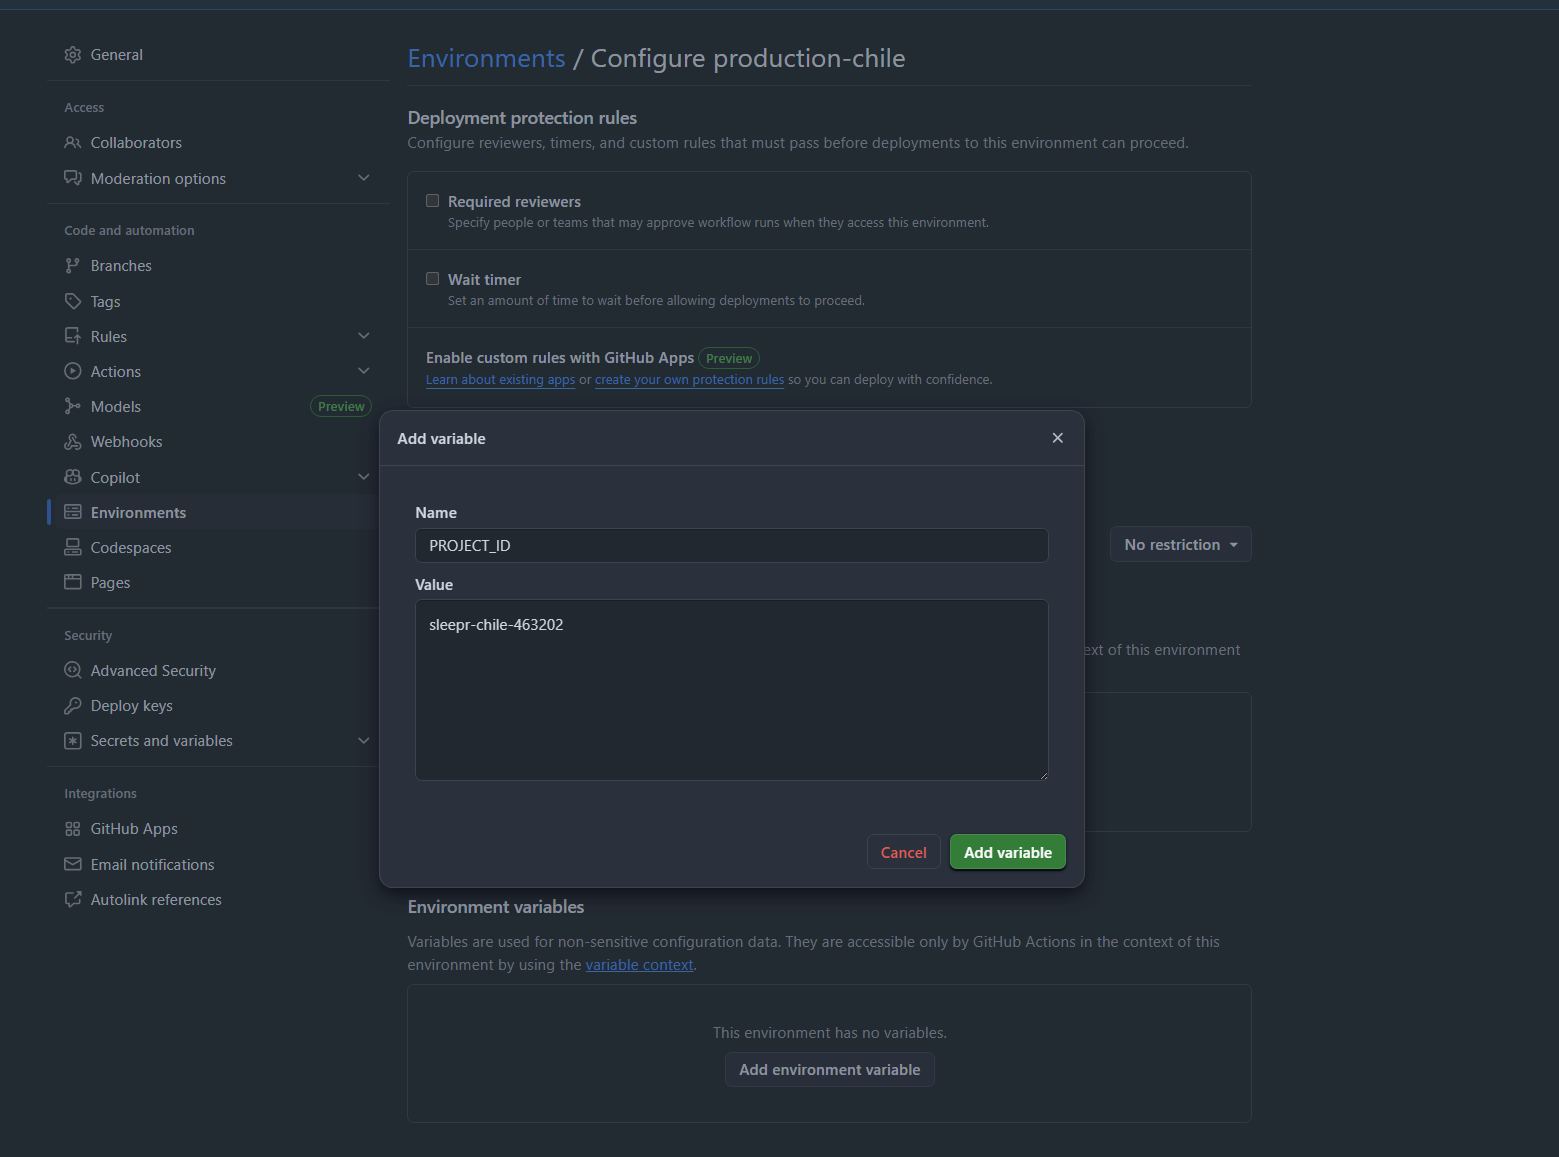 General
Access
Collaborators
Moderation options
Code and automation
Branches
Tags
Rules
Actions
Models
Preview
Webhooks
Copilot
Environments
Codespaces
Pages
Security
Advanced Security
Deploy keys
Secrets and variables
Integrations
GitHub Apps
Email notifications
Autolink references
Environments / Configure production-chile
Deployment protection rules
Configure reviewers, timers, and custom rules that must pass before deployments to this environment can proceed.
Required reviewers
Specify people or teams that may approve workflow runs when they access this environment.
Wait timer
Set an amount of time to wait before allowing deployments to proceed.
Enable custom rules with GitHub Apps Preview
Learn about existing apps or create your own protection rules so you can deploy with confidence.
Add variable
Name
PROJECT_ID
Value
sleepr-chile-463202
Cancel
Add variable
No restriction
of this environment
Environment variables
Variables are used for non-sensitive configuration data. They are accessible only by GitHub Actions in the context of this
environment by using the variable context.
This environment has no variables.
Add environment variable